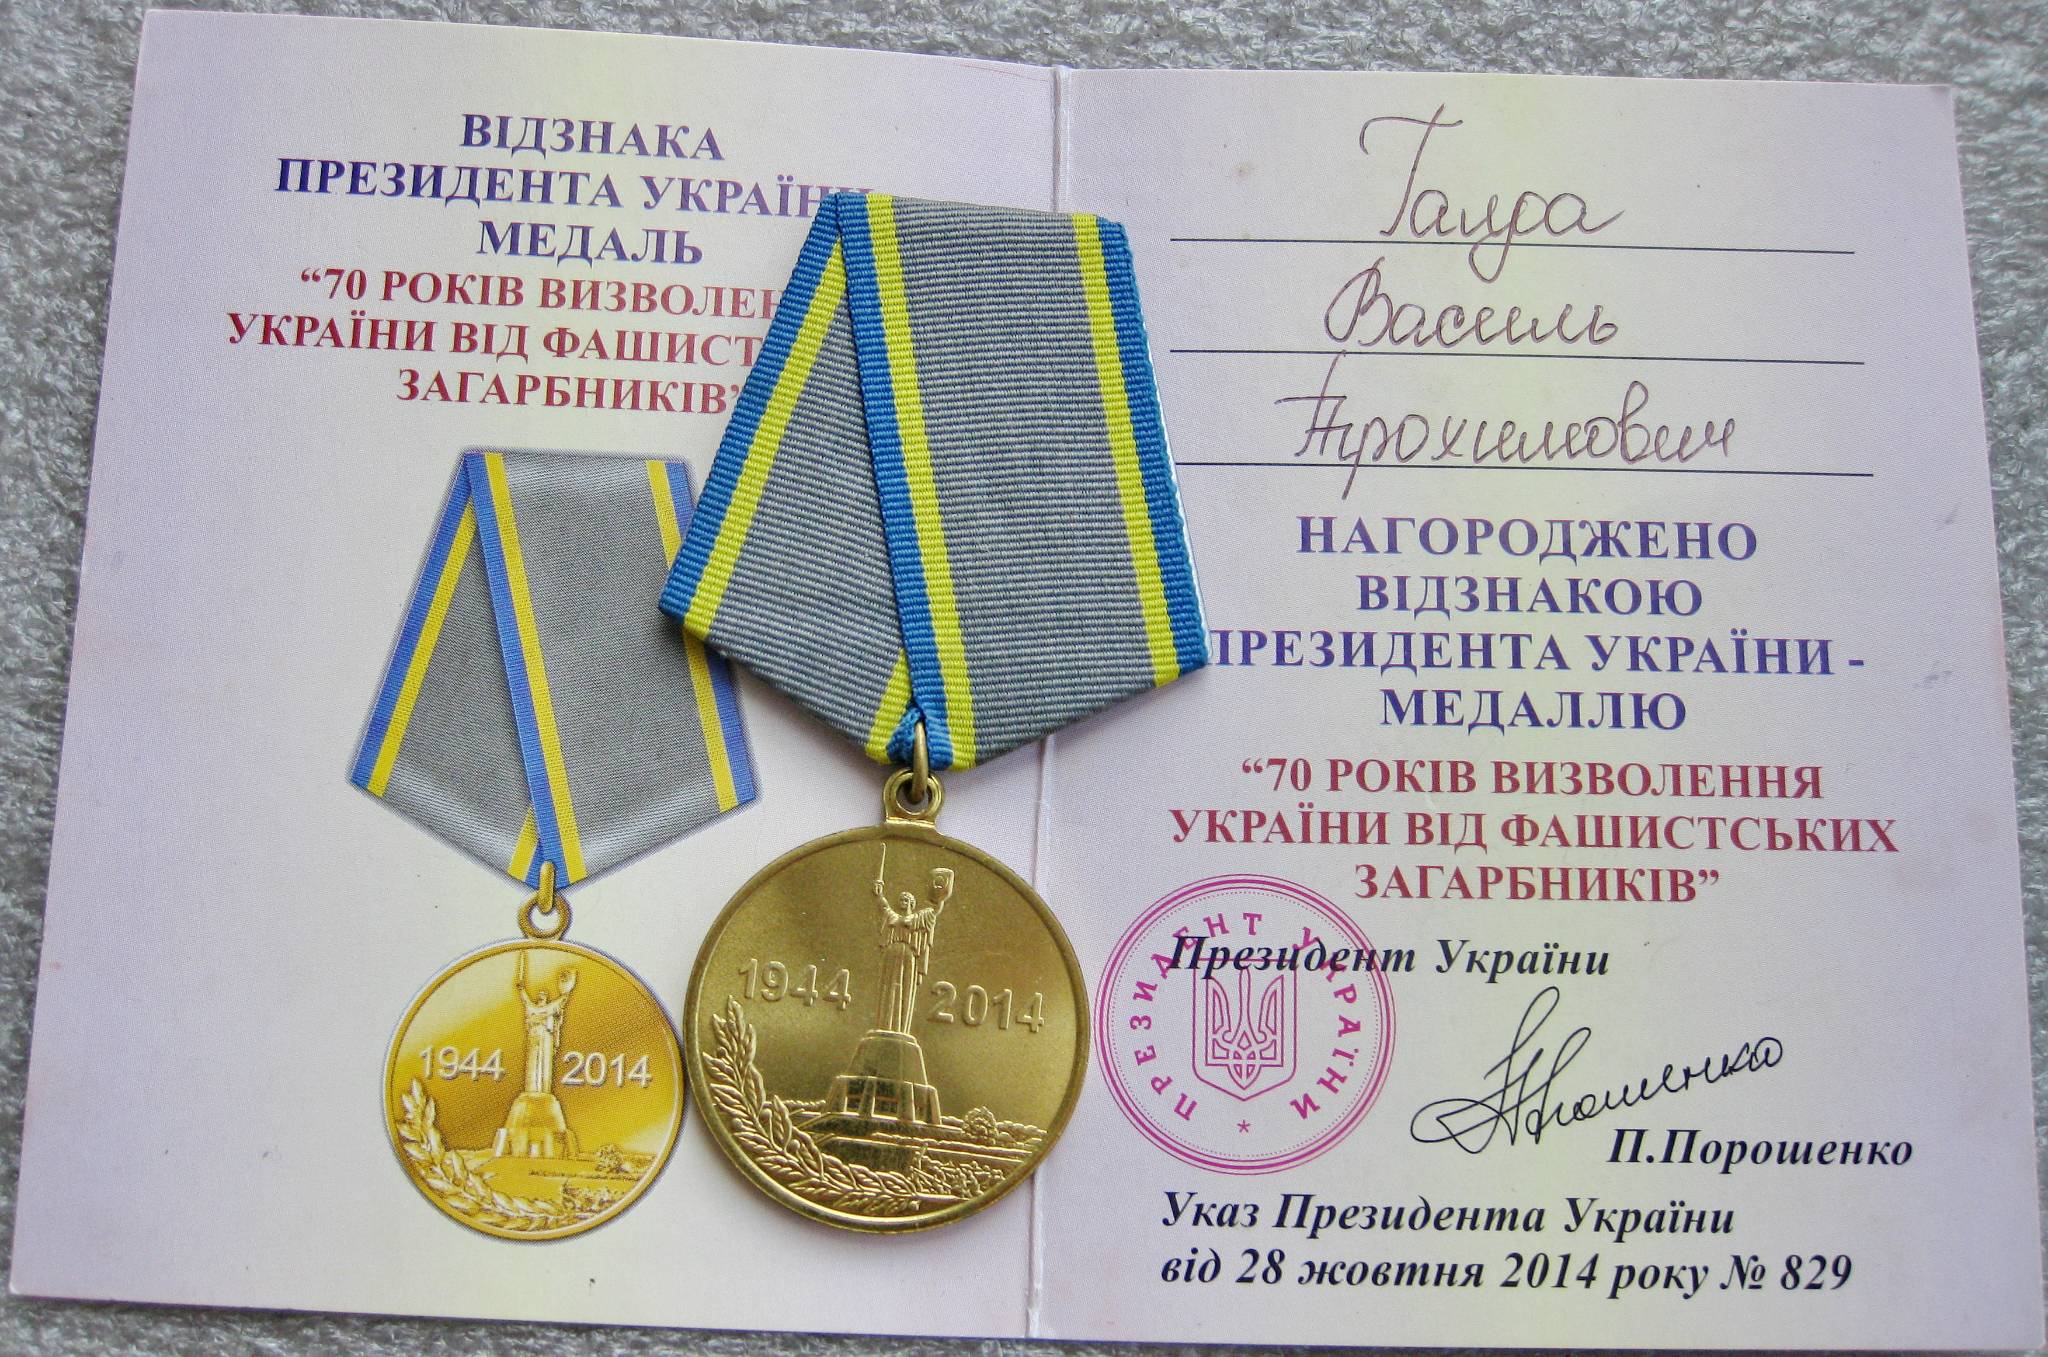 ВІДЗНАКА
ПРЕЗИДЕНТА УКРАЇНИ
МЕДАЛЬ
“70 РОКІВ ВИЗВОЛЕН
УКРАЇНИ ВІД ФАШИСТ
ЗАГАРБНИКІВ”
1944 2014
1944 2014
Василь
Трохимович
НАГОРОДЖЕНО
ВІДЗНАКОЮ
ПРЕЗИДЕНТА УКРАЇНИ -
МЕДАЛЛЮ
“70 РОКІВ ВИЗВОЛЕННЯ
УКРАЇНИ ВІД ФАШИСТСЬКИХ
ЗАГАРБНИКІВ”
ПРЕЗИДЕНТ УКРАЇНИ *
Президент України
Порошенко
П.Порошенко
Указ Президента України
від 28 жовтня 2014 року № 829